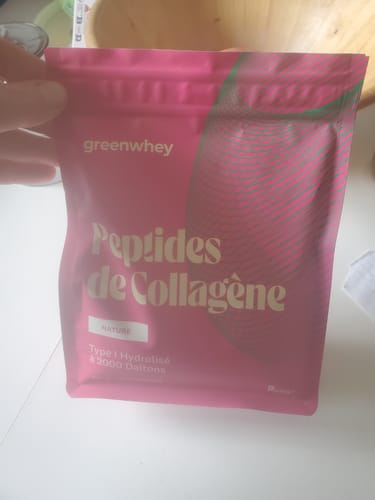 greenwhey
Peptides
de Collagène
NATURE
Type I Hydrolisé
à 2000 Daltons